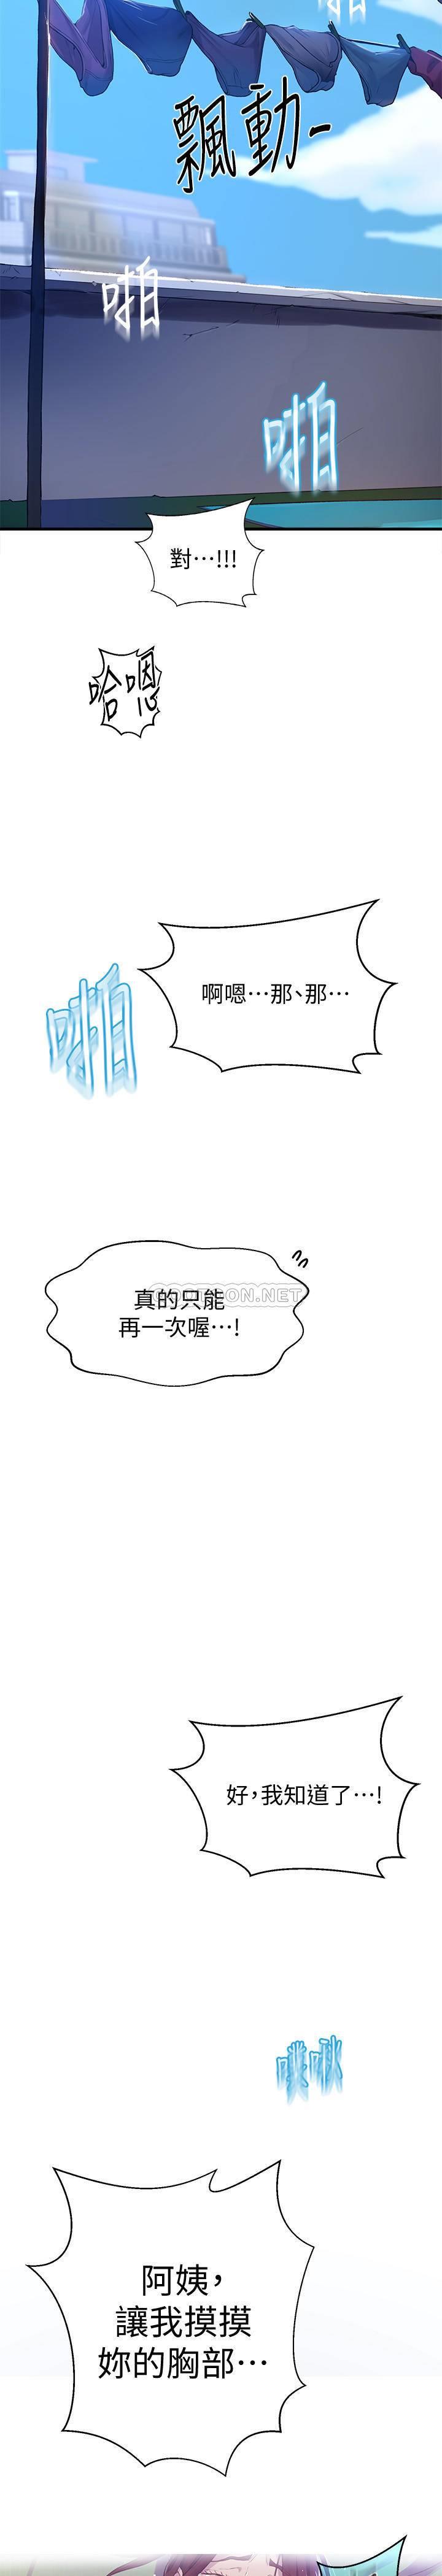 飄動-
啪
啪
對…!!!
哈嗯
啊嗯…那、那…
啪
真的只能
再一次喔…!
好,我知道了…!
噗啾
阿姨,
讓我摸摸
妳的胸部…